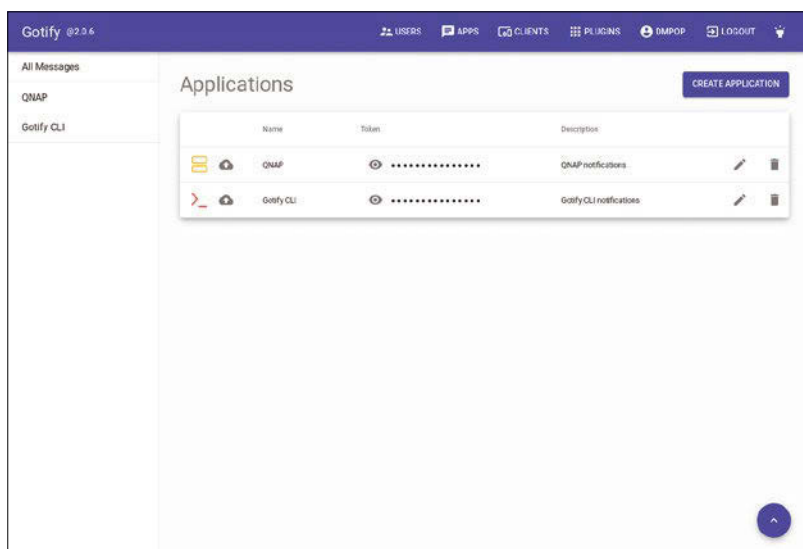 Gotify @2.0.6
USERS APPS CLIENTS PLUGINS DMPOP LOGOUT
All Messages
QNAP
Gotify CLI
Applications
CREATE APPLICATION
Name Token Description
QNAP ••••••••••••••• QNAP notifications
Gotify CLI ••••••••••••••• Gotify CLI notifications